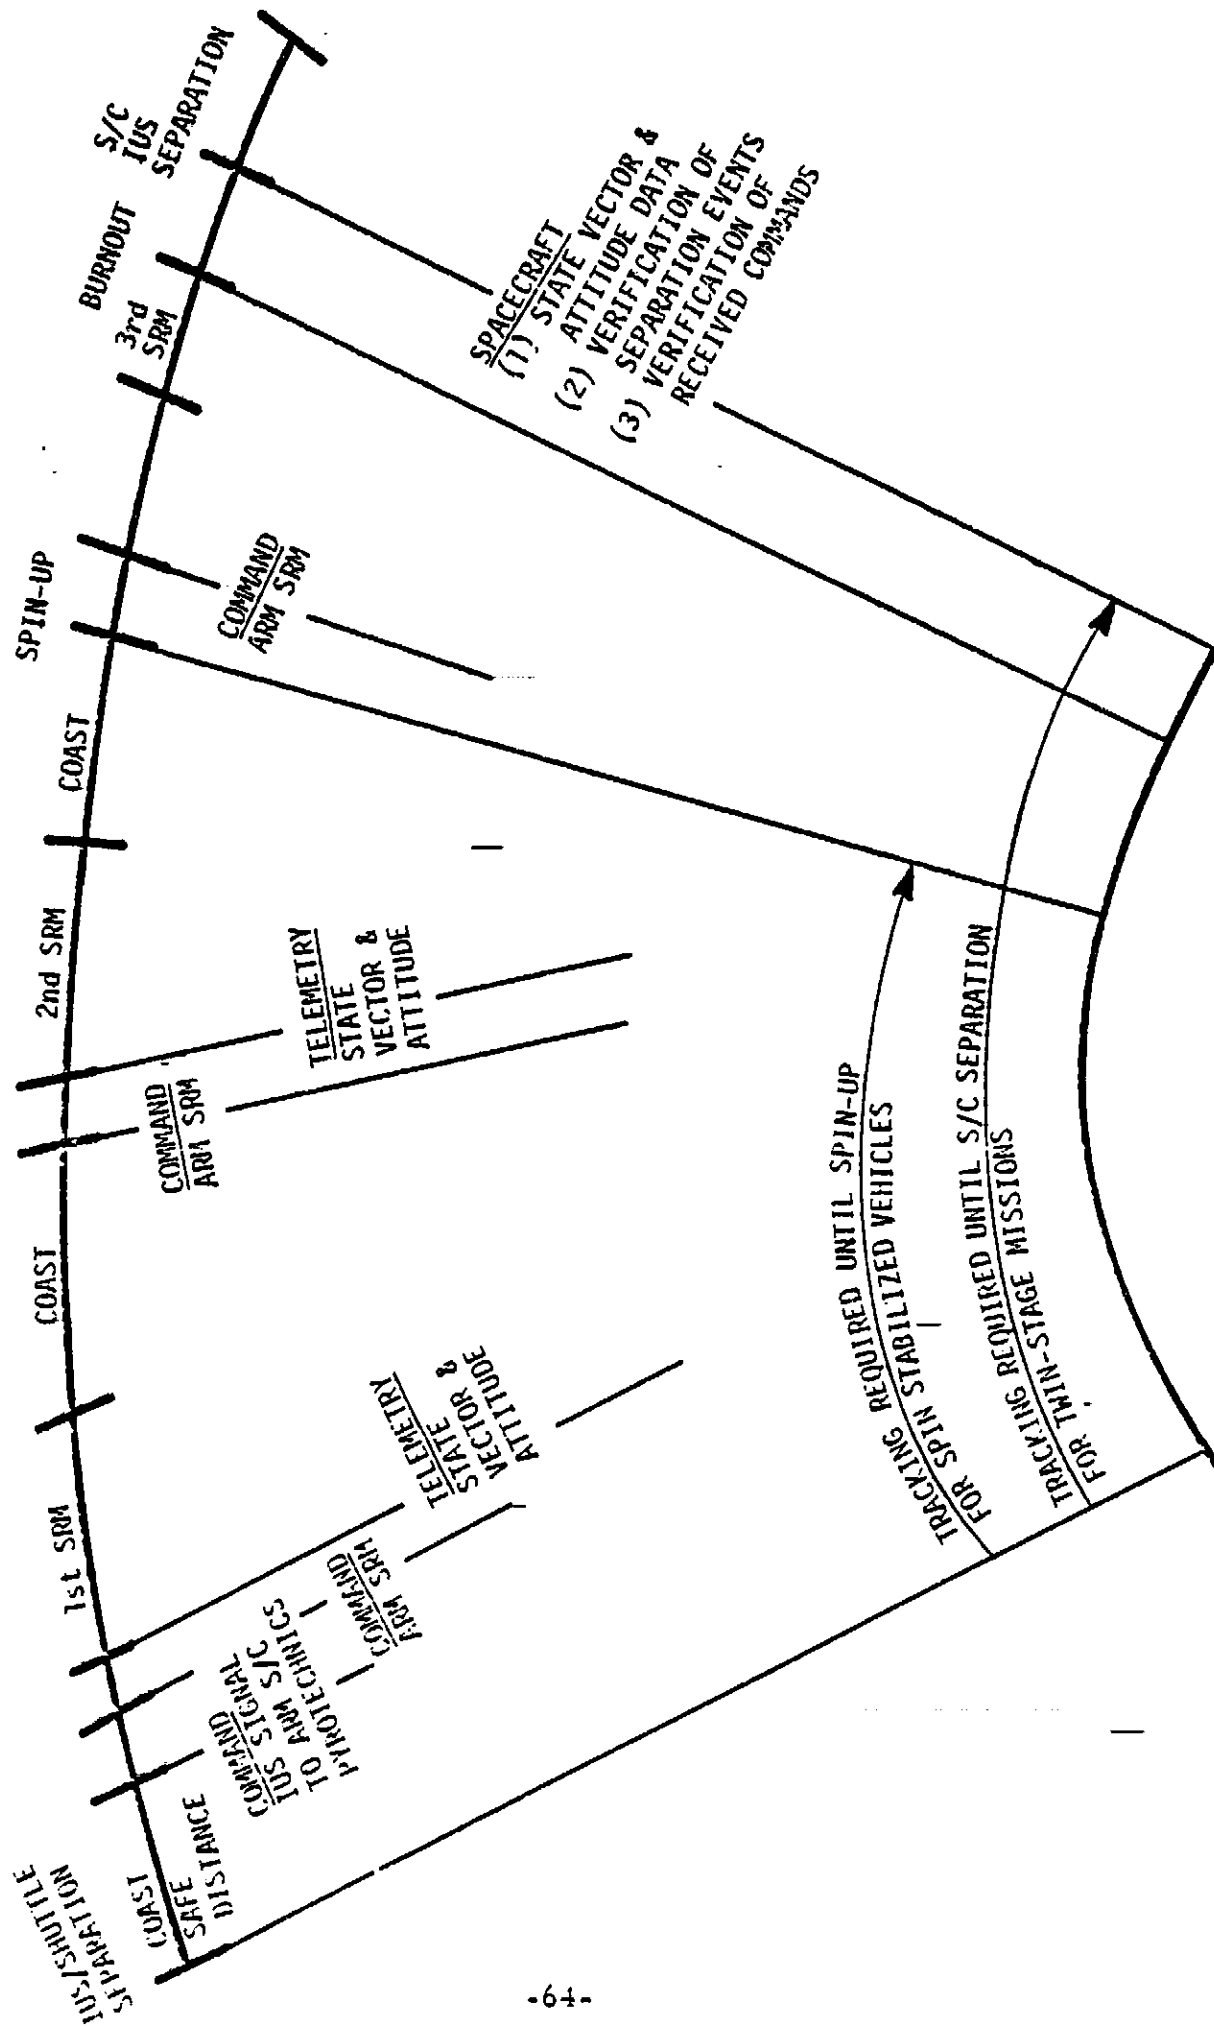 IUS/SHUTTLE
SEPARATION
COAST
SAFE
DISTANCE
COMMAND
IUS SIGNAL
TO ARM S/C
PYROTECHNICS
COMMAND
ARM SRM
1st SRM
TELEMETRY
STATE
VECTOR &
ATTITUDE
COAST
COMMAND
ARM SRM
TELEMETRY
STATE
VECTOR &
ATTITUDE
2nd SRM
COAST
SPIN-UP
COMMAND
ARM SRM
3rd
SRM
BURNOUT
S/C
IUS
SEPARATION
SPACECRAFT
(1) STATE VECTOR &
ATTITUDE DATA
(2) VERIFICATION OF
SEPARATION EVENTS
(3) VERIFICATION OF
RECEIVED COMMANDS
TRACKING REQUIRED UNTIL SPIN-UP
FOR SPIN STABILIZED VEHICLES
TRACKING REQUIRED UNTIL S/C SEPARATION
FOR TWIN-STAGE MISSIONS
-64-